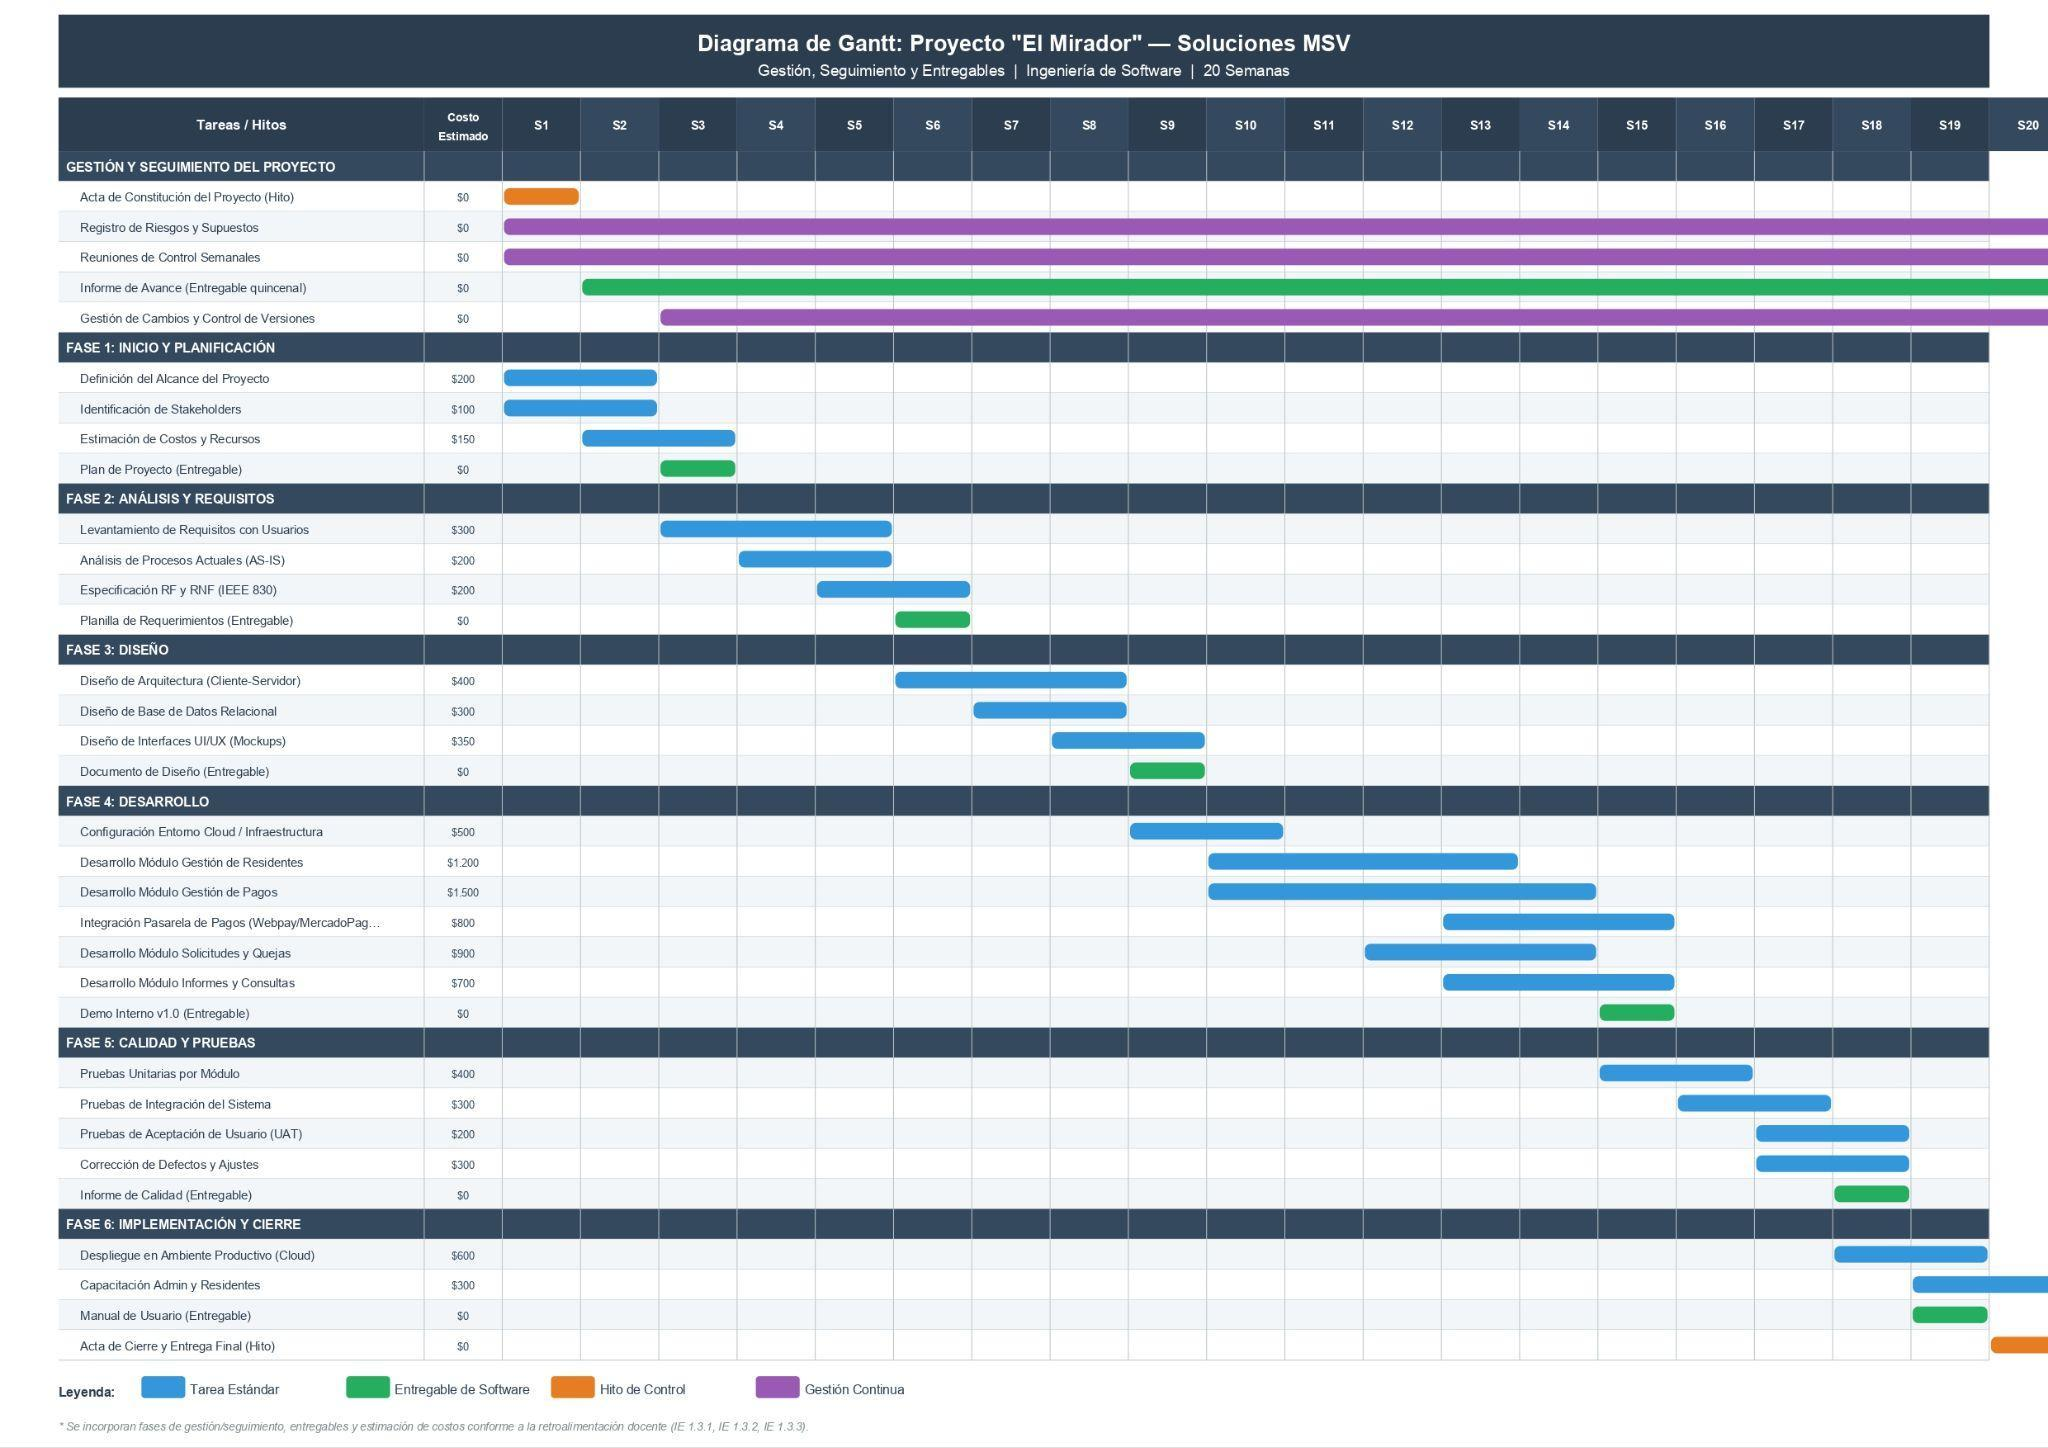 Diagrama de Gantt: Proyecto "El Mirador" — Soluciones MSV
Gestión, Seguimiento y Entregables | Ingeniería de Software | 20 Semanas
Tareas / Hitos Costo Estimado S1 S2 S3 S4 S5 S6 S7 S8 S9 S10 S11 S12 S13 S14 S15 S16 S17 S18 S19 S20
GESTIÓN Y SEGUIMIENTO DEL PROYECTO
Acta de Constitución del Proyecto (Hito) $0
Registro de Riesgos y Supuestos $0
Reuniones de Control Semanales $0
Informe de Avance (Entregable quincenal) $0
Gestión de Cambios y Control de Versiones $0
FASE 1: INICIO Y PLANIFICACIÓN
Definición del Alcance del Proyecto $200
Identificación de Stakeholders $100
Estimación de Costos y Recursos $150
Plan de Proyecto (Entregable) $0
FASE 2: ANÁLISIS Y REQUISITOS
Levantamiento de Requisitos con Usuarios $300
Análisis de Procesos Actuales (AS-IS) $200
Especificación RF y RNF (IEEE 830) $200
Planilla de Requerimientos (Entregable) $0
FASE 3: DISEÑO
Diseño de Arquitectura (Cliente-Servidor) $400
Diseño de Base de Datos Relacional $300
Diseño de Interfaces UI/UX (Mockups) $350
Documento de Diseño (Entregable) $0
FASE 4: DESARROLLO
Configuración Entorno Cloud / Infraestructura $500
Desarrollo Módulo Gestión de Residentes $1.200
Desarrollo Módulo Gestión de Pagos $1.500
Integración Pasarela de Pagos (Webpay/MercadoPag… $800
Desarrollo Módulo Solicitudes y Quejas $900
Desarrollo Módulo Informes y Consultas $700
Demo Interno v1.0 (Entregable) $0
FASE 5: CALIDAD Y PRUEBAS
Pruebas Unitarias por Módulo $400
Pruebas de Integración del Sistema $300
Pruebas de Aceptación de Usuario (UAT) $200
Corrección de Defectos y Ajustes $300
Informe de Calidad (Entregable) $0
FASE 6: IMPLEMENTACIÓN Y CIERRE
Despliegue en Ambiente Productivo (Cloud) $600
Capacitación Admin y Residentes $300
Manual de Usuario (Entregable) $0
Acta de Cierre y Entrega Final (Hito) $0
Leyenda: Tarea Estándar Entregable de Software Hito de Control Gestión Continua
* Se incorporan fases de gestión/seguimiento, entregables y estimación de costos conforme a la retroalimentación docente (IE 1.3.1, IE 1.3.2, IE 1.3.3).